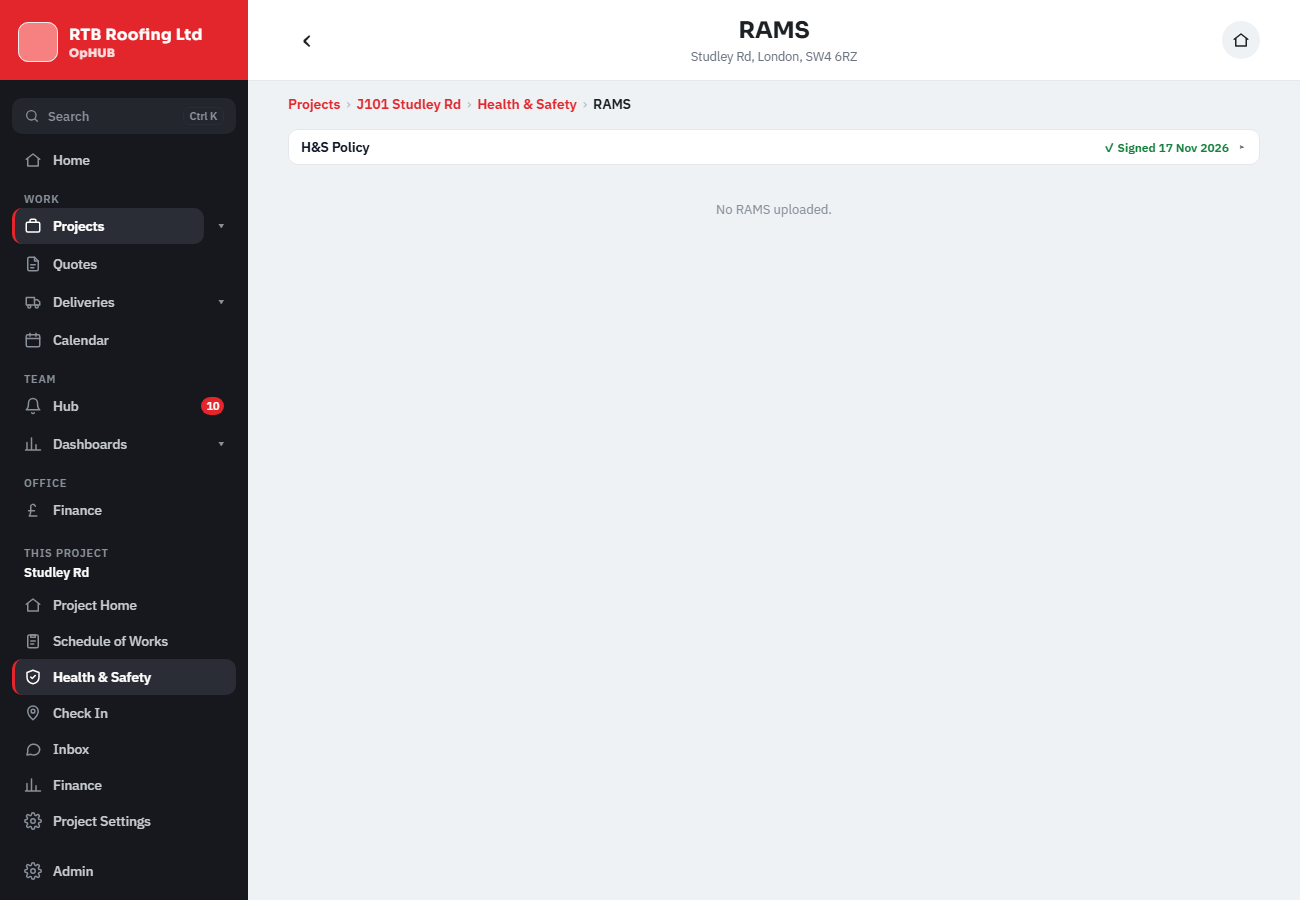 RTB Roofing Ltd
OpHUB
Search Ctrl K
Home
WORK
Projects
Quotes
Deliveries
Calendar
TEAM
Hub 10
Dashboards
OFFICE
£ Finance
THIS PROJECT
Studley Rd
Project Home
Schedule of Works
Health & Safety
Check In
Inbox
Finance
Project Settings
Admin
RAMS
Studley Rd, London, SW4 6RZ
Projects › J101 Studley Rd › Health & Safety › RAMS
H&S Policy ✓ Signed 17 Nov 2026
No RAMS uploaded.